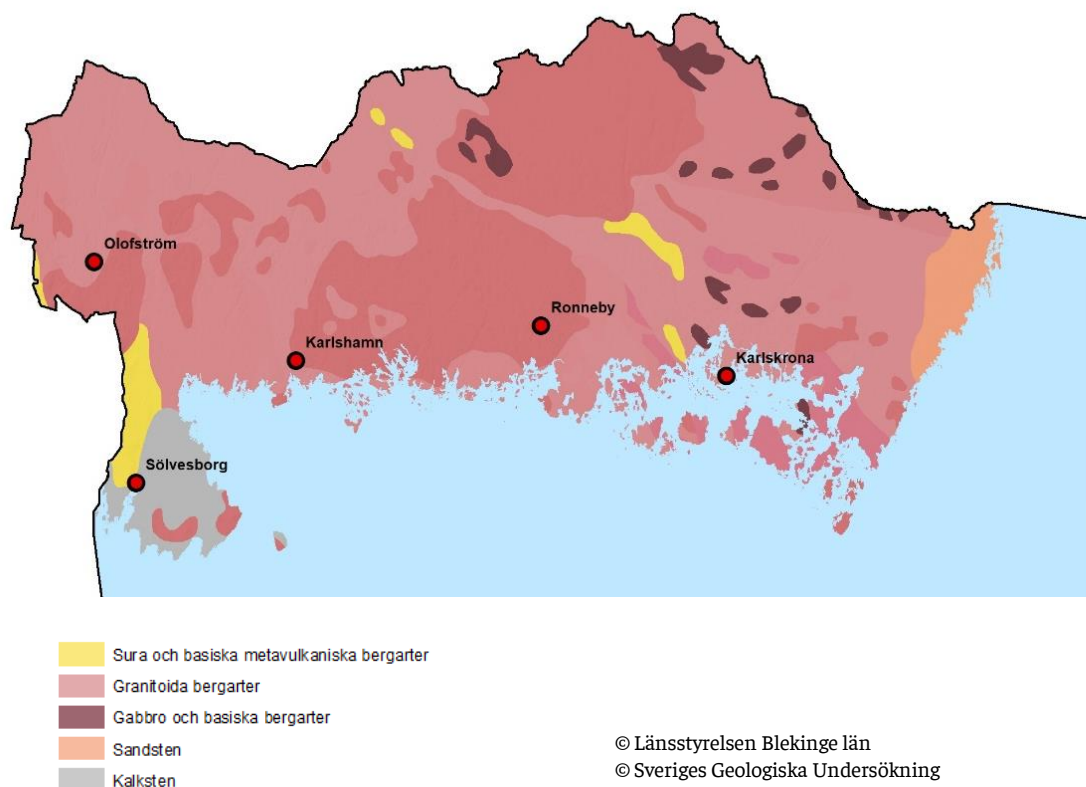 Olofström
Ronneby
Karlshamn
Karlskrona
Sölvesborg
Sura och basiska metavulkaniska bergarter
Granitoida bergarter
Gabbro och basiska bergarter
Sandsten
Kalksten
© Länsstyrelsen Blekinge län
© Sveriges Geologiska Undersökning